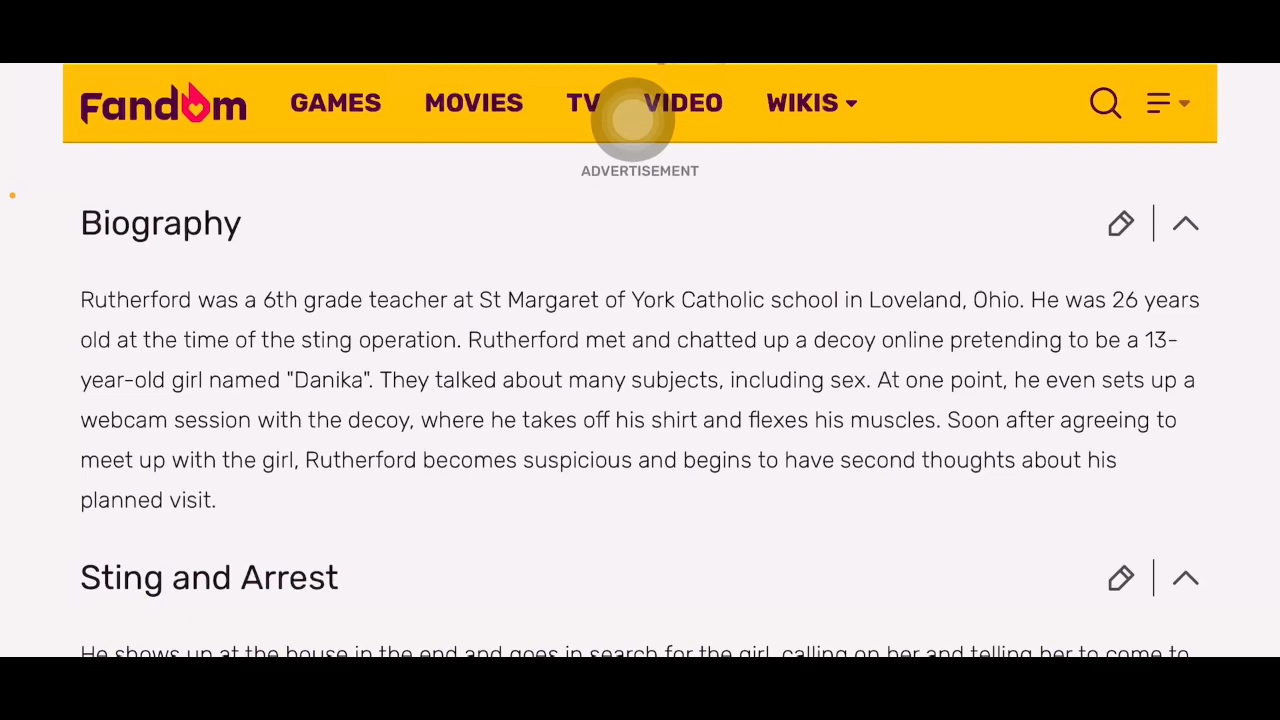 Fandom GAMES MOVIES TV VIDEO WIKIS
ADVERTISEMENT
Biography
Rutherford was a 6th grade teacher at St Margaret of York Catholic school in Loveland, Ohio. He was 26 years
old at the time of the sting operation. Rutherford met and chatted up a decoy online pretending to be a 13-
year-old girl named "Danika". They talked about many subjects, including sex. At one point, he even sets up a
webcam session with the decoy, where he takes off his shirt and flexes his muscles. Soon after agreeing to
meet up with the girl, Rutherford becomes suspicious and begins to have second thoughts about his
planned visit.
Sting and Arrest
He shows up at the house in the end and goes in search for the girl, calling on her and telling her to come to